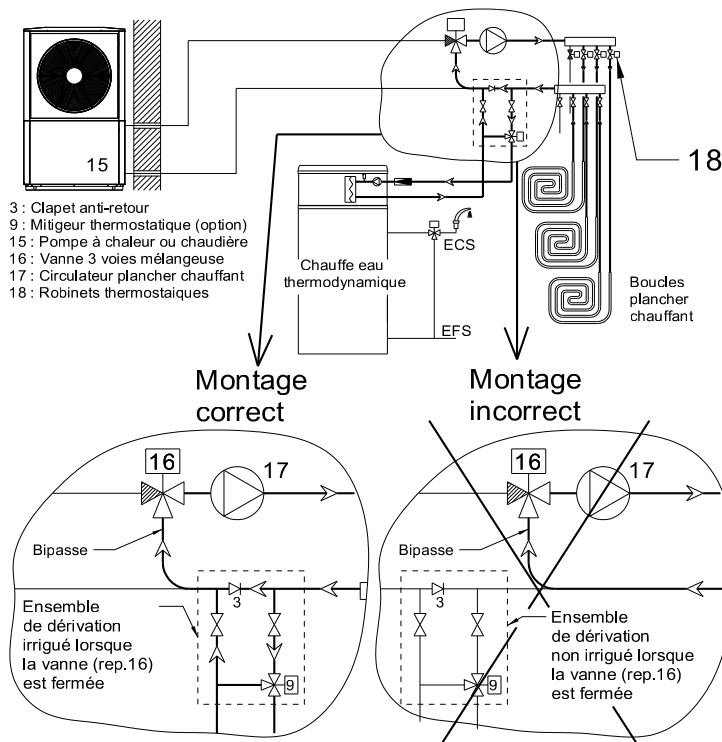 15
18
3 : Clapet anti-retour
9 : Mitigeur thermostatique (option)
15 : Pompe à chaleur ou chaudière
16 : Vanne 3 voies mélangeuse
17 : Circulateur plancher chauffant
18 : Robinets thermostaiques
Chauffe eau
thermodynamique
ECS
EFS
Boucles
plancher
chauffant
Montage
correct
16
17
Bipasse
3
Ensemble
de dérivation
irrigué lorsque
la vanne (rep.16)
est fermée
9
Montage
incorrect
16
17
Bipasse
3
Ensemble
de dérivation
non irrigué lorsque
la vanne (rep.16)
est fermée
9